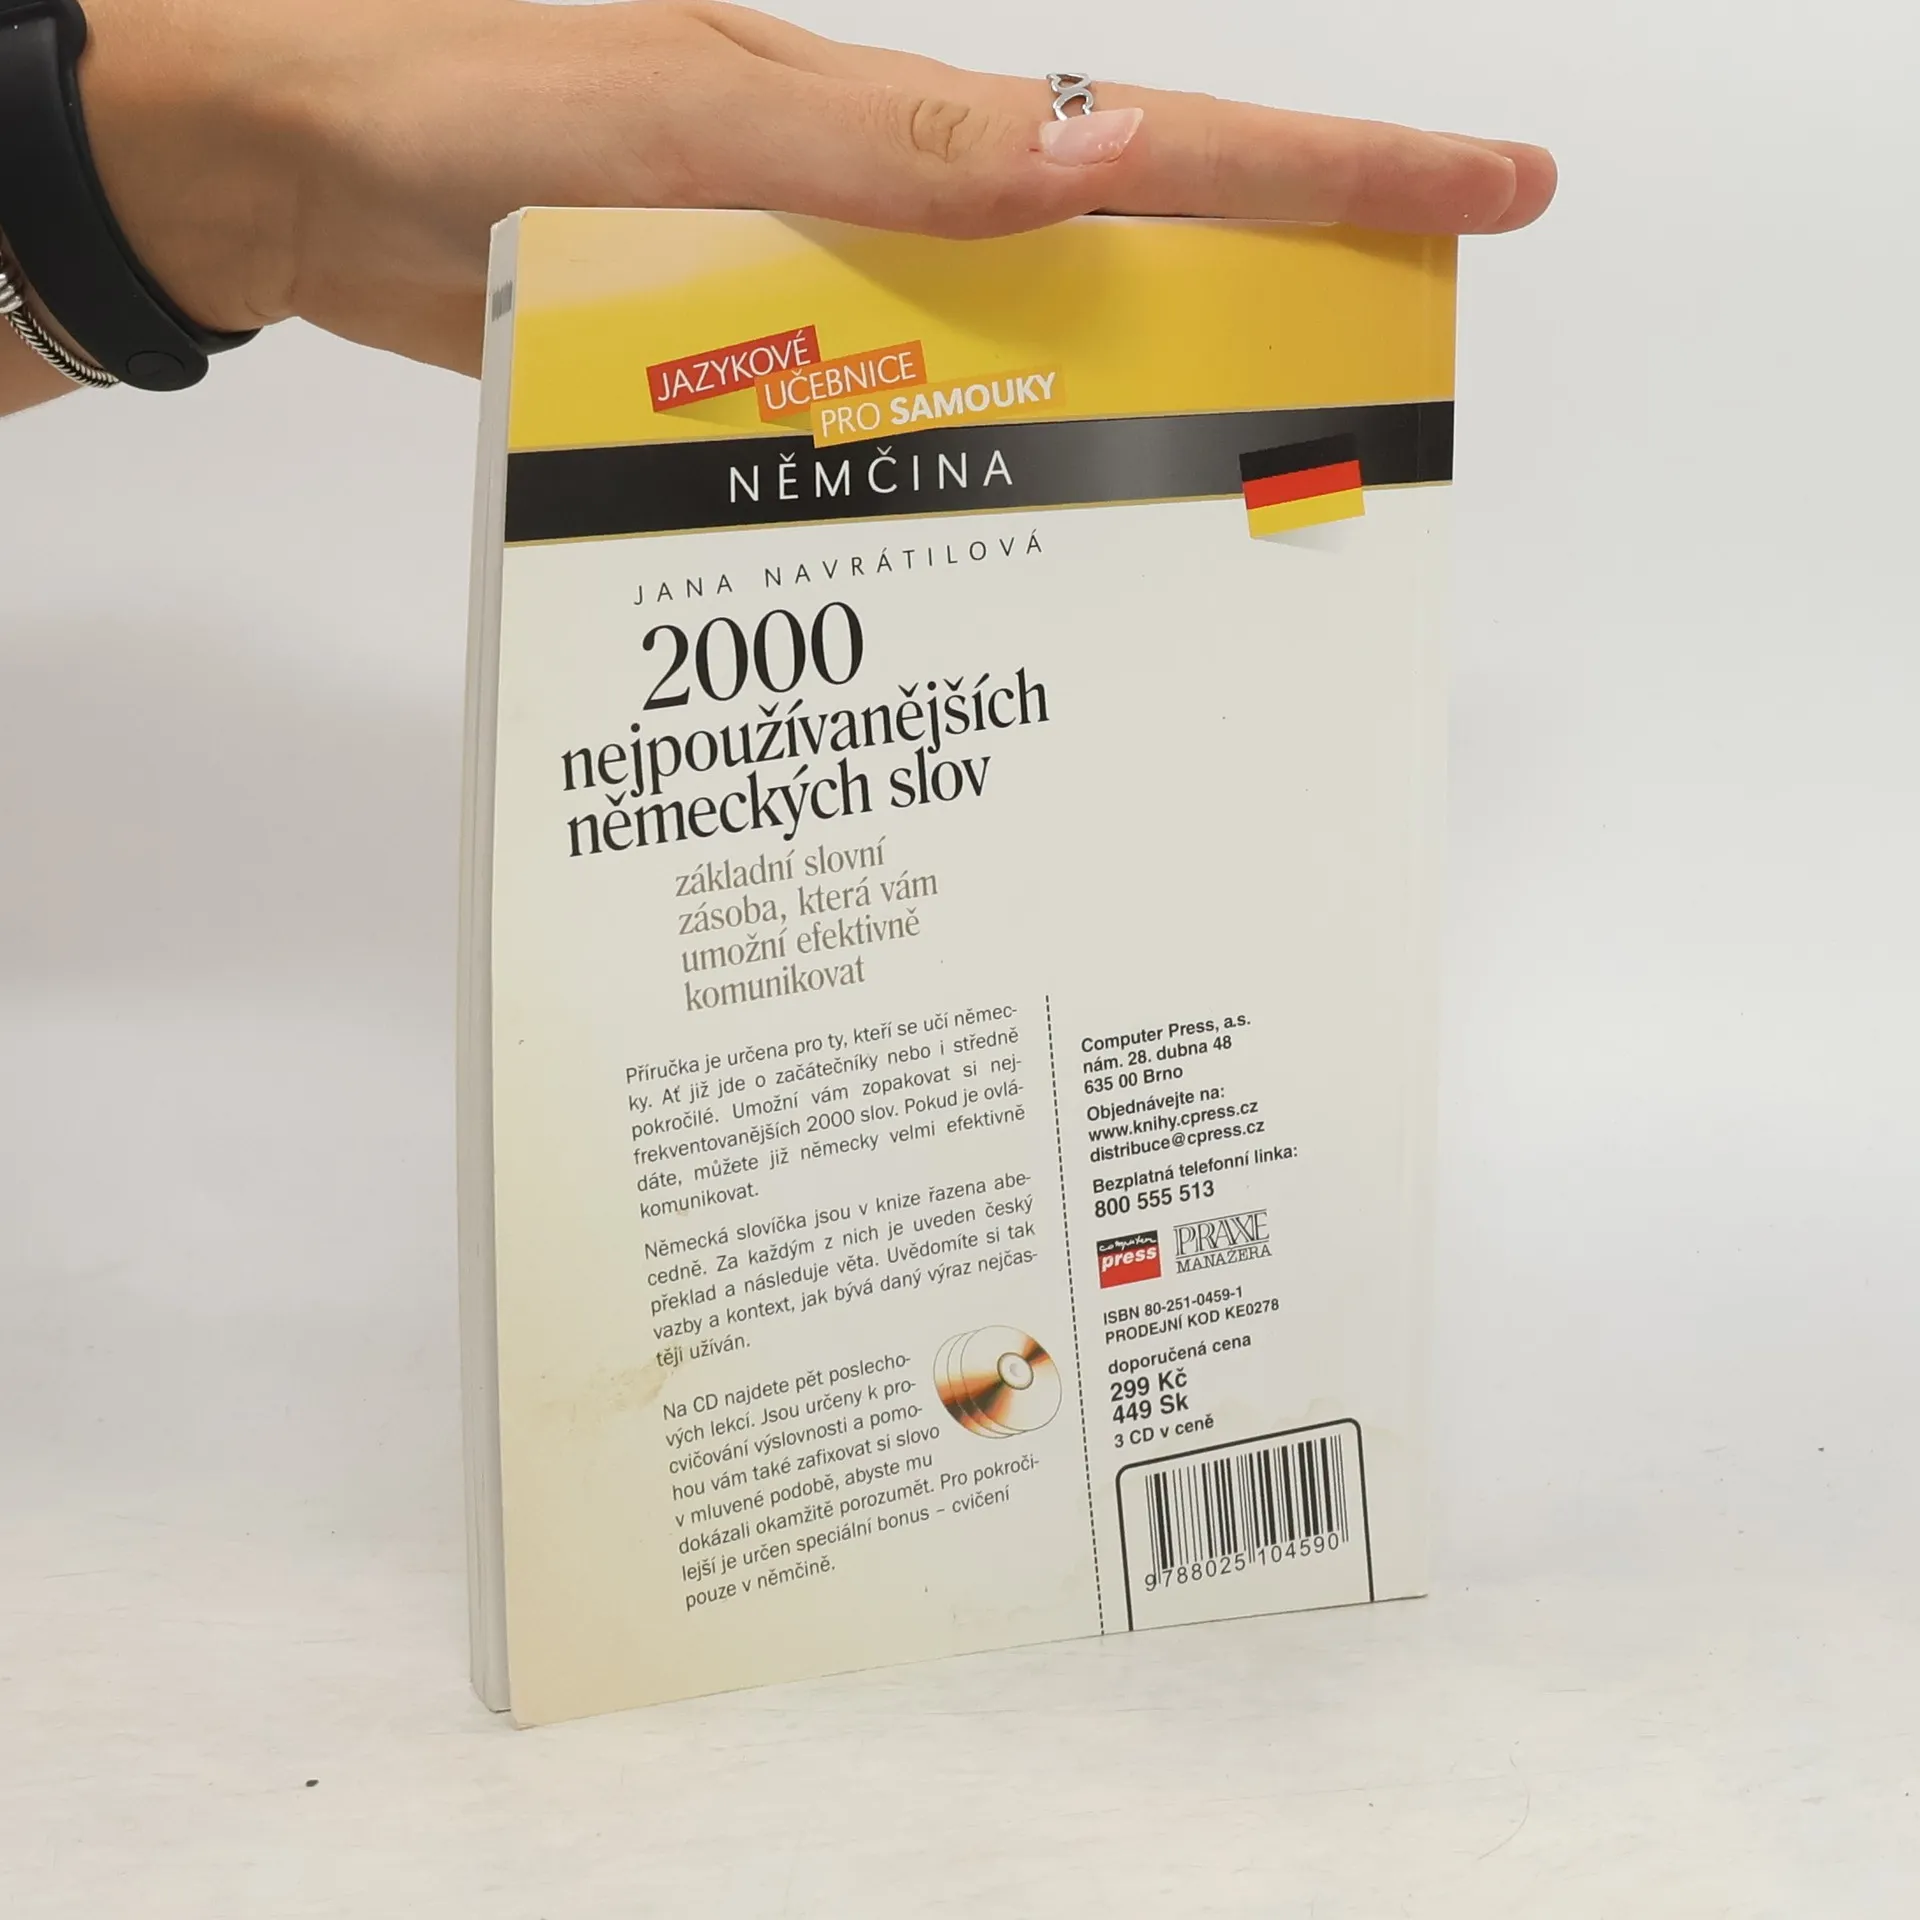 JAZYKOVÉ
UČEBNICE
PRO SAMOUKY
NĚMČINA
JANA NAVRÁTILOVÁ
2000
nejpoužívanějších
německých slov
základní slovní
zásoba, která vám
umožní efektivně
komunikovat
Příručka je určena pro ty, kteří se učí němec-
ky. Ať již jde o začátečníky nebo i středně
pokročilé. Umožní vám zopakovat si nej-
frekventovanějších 2000 slov. Pokud je ovlá-
dáte, můžete již německy velmi efektivně
komunikovat.
Německá slovíčka jsou v knize řazena abe-
cedně. Za každým z nich je uveden český
překlad a následuje věta. Uvědomíte si tak
vazby a kontext, jak bývá daný výraz nejčas-
těji užíván.
Na CD najdete pět poslecho-
vých lekcí. Jsou určeny k pro-
cvičování výslovnosti a pomo-
hou vám také zafixovat si slovo
v mluvené podobě, abyste mu
dokázali okamžitě porozumět. Pro pokroči-
lejší je určen speciální bonus – cvičení
pouze v němčině.
Computer Press, a.s.
nám. 28. dubna 48
635 00 Brno
Objednávejte na:
www.knihy.cpress.cz
distribuce@cpress.cz
Bezplatná telefonní linka:
800 555 513
computer
press
PRAXE
MANAŽERA
ISBN 80-251-0459-1
PRODEJNÍ KOD KE0278
doporučená cena
299 Kč
449 Sk
3 CD v ceně
9788025104590